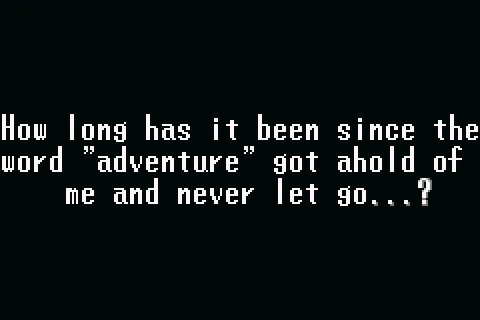 How long has it been since the
word "adventure" got ahold of
me and never let go...?